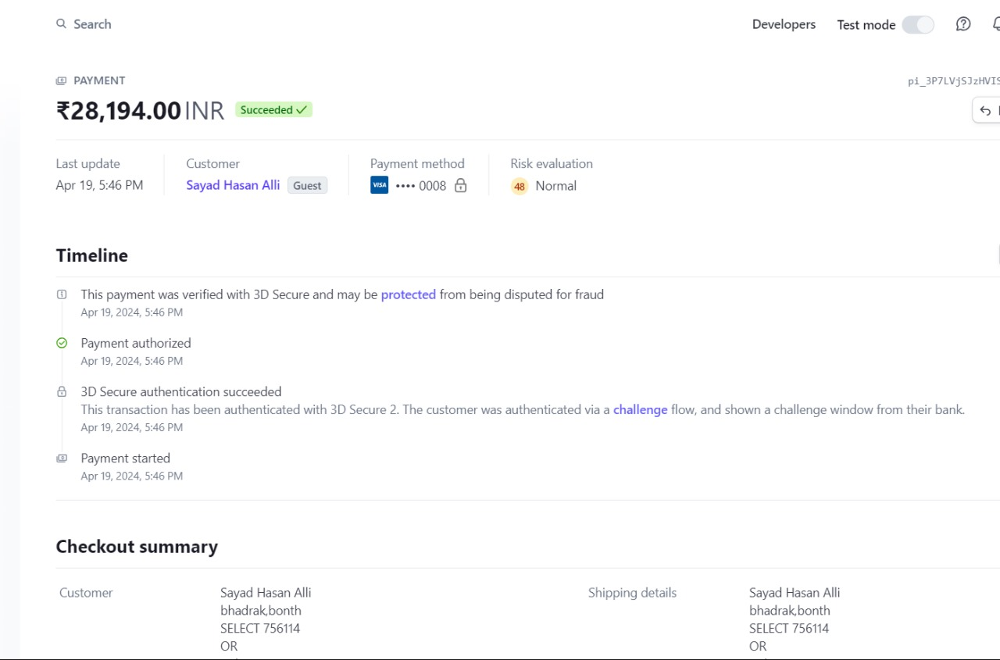 Search
Developers
Test mode
PAYMENT
pi_3P7LVjSJzHVIS
₹28,194.00 INR
Succeeded
Last update
Customer
Payment method
Risk evaluation
Apr 19, 5:46 PM
Sayad Hasan Alli Guest
VISA •••• 0008
48 Normal
Timeline
This payment was verified with 3D Secure and may be protected from being disputed for fraud
Apr 19, 2024, 5:46 PM
Payment authorized
Apr 19, 2024, 5:46 PM
3D Secure authentication succeeded
This transaction has been authenticated with 3D Secure 2. The customer was authenticated via a challenge flow, and shown a challenge window from their bank.
Apr 19, 2024, 5:46 PM
Payment started
Apr 19, 2024, 5:46 PM
Checkout summary
Customer
Sayad Hasan Alli
bhadrak,bonth
SELECT 756114
OR
Shipping details
Sayad Hasan Alli
bhadrak,bonth
SELECT 756114
OR